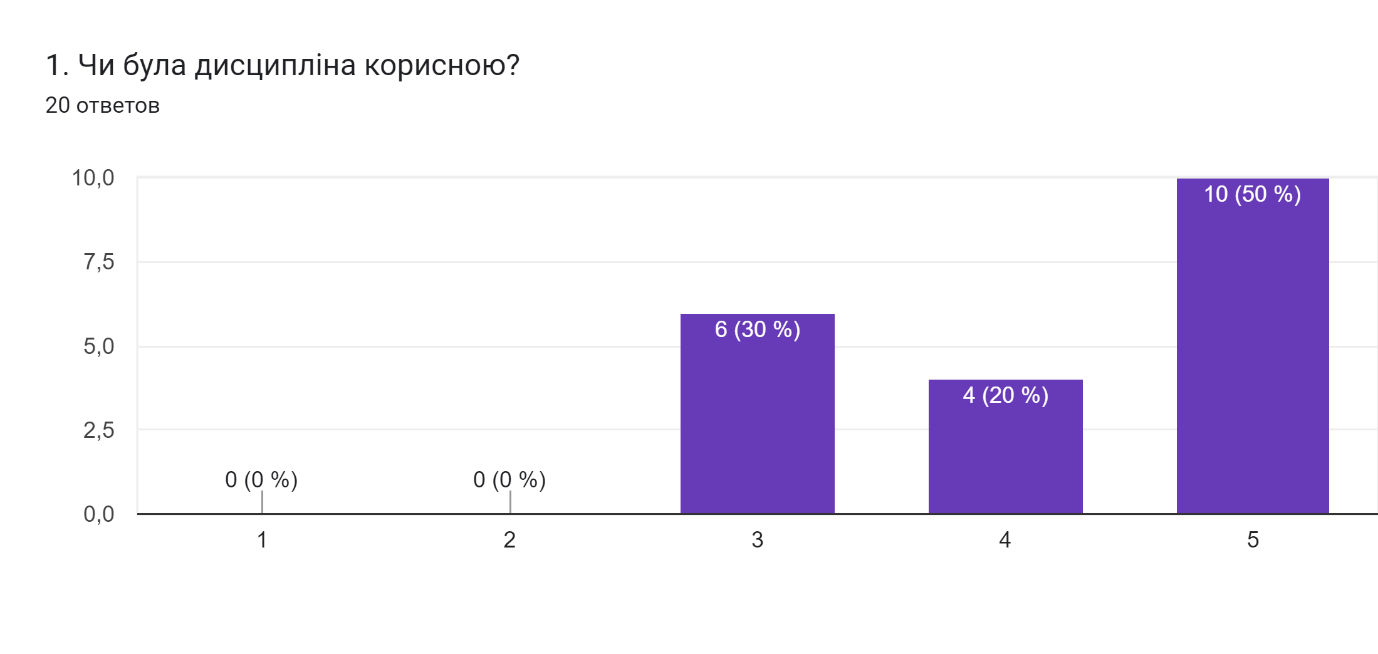 1. Чи була дисципліна корисною?
20 ответов
10,0
7,5
5,0
2,5
0,0
0 (0 %)
0 (0 %)
6 (30 %)
4 (20 %)
10 (50 %)
1
2
3
4
5